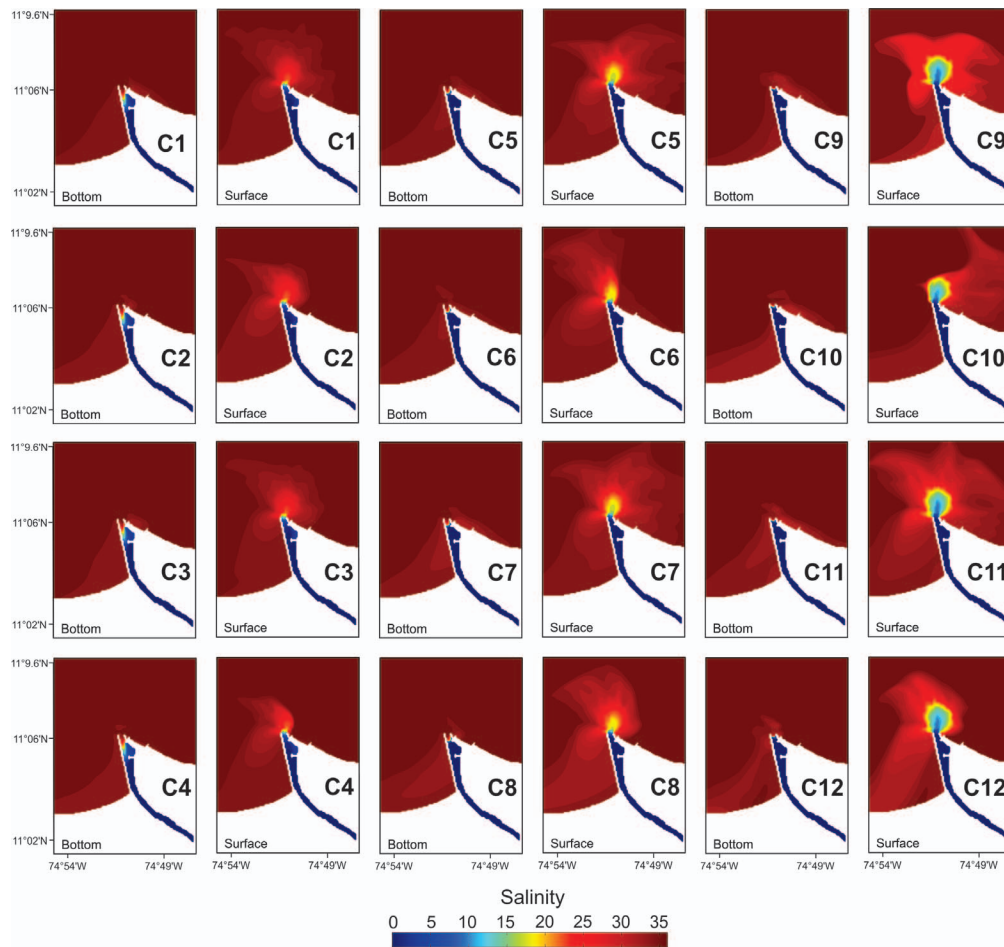 11°9.6'N
11°06'N
11°02'N
C1
Bottom
C1
Surface
C5
Bottom
C5
Surface
C9
Bottom
C9
Surface
11°9.6'N
11°06'N
11°02'N
C2
Bottom
C2
Surface
C6
Bottom
C6
Surface
C10
Bottom
C10
Surface
11°9.6'N
11°06'N
11°02'N
C3
Bottom
C3
Surface
C7
Bottom
C7
Surface
C11
Bottom
C11
Surface
11°9.6'N
11°06'N
11°02'N
C4
Bottom
C4
Surface
C8
Bottom
C8
Surface
C12
Bottom
C12
Surface
74°54'W 74°49'W 74°54'W 74°49'W 74°54'W 74°49'W 74°54'W 74°49'W 74°54'W 74°49'W 74°54'W 74°49'W
Salinity
0 5 10 15 20 25 30 35